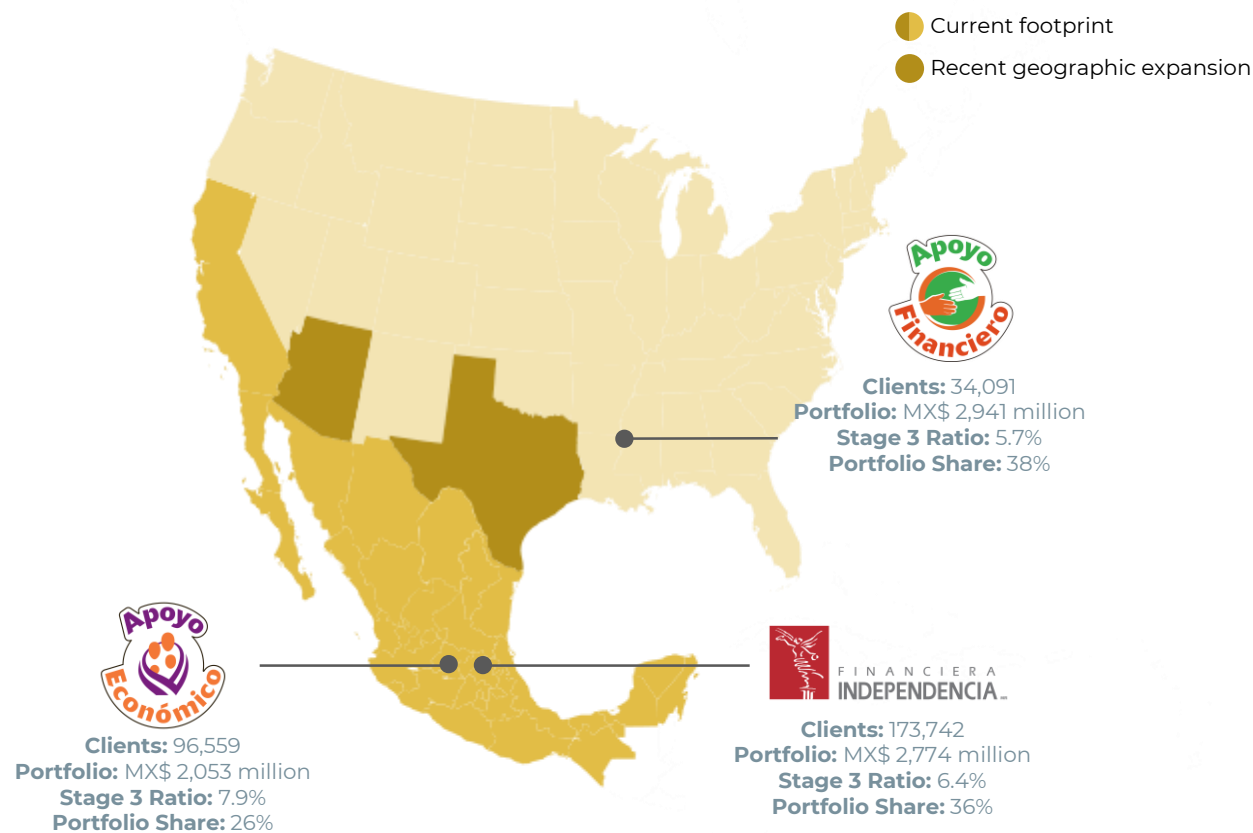 Current footprint
Recent geographic expansion
Apoyo
Financiero
Clients: 34,091
Portfolio: MX$ 2,941 million
Stage 3 Ratio: 5.7%
Portfolio Share: 38%
Apoyo
Económico
Clients: 96,559
Portfolio: MX$ 2,053 million
Stage 3 Ratio: 7.9%
Portfolio Share: 26%
FINANCIERA
INDEPENDENCIA
Clients: 173,742
Portfolio: MX$ 2,774 million
Stage 3 Ratio: 6.4%
Portfolio Share: 36%